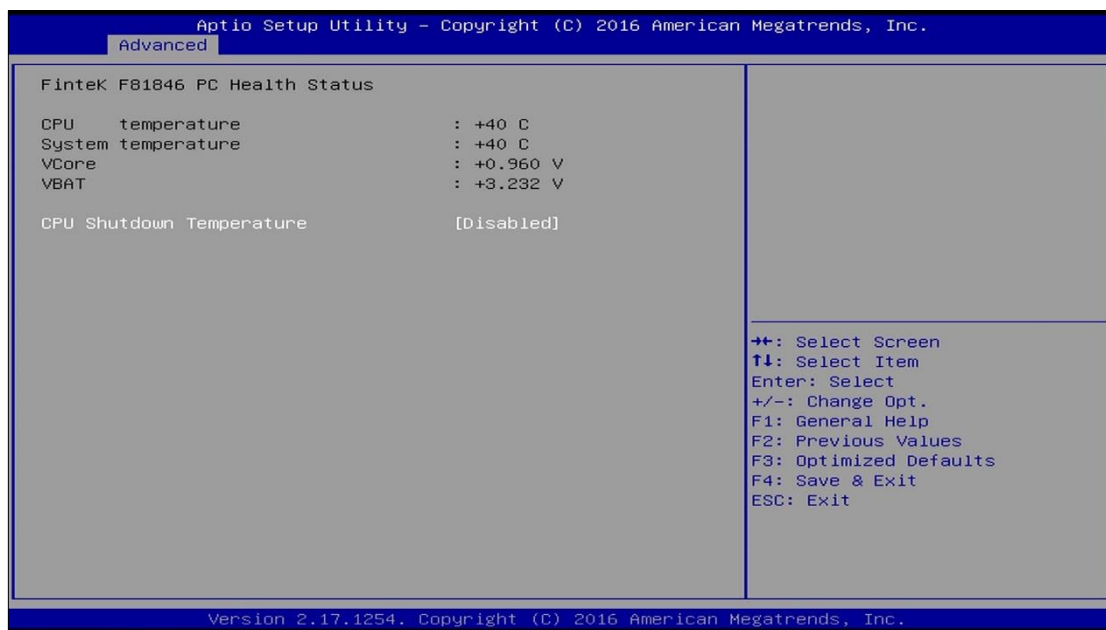 Aptio Setup Utility – Copyright (C) 2016 American Megatrends, Inc.
Advanced
FinteK F81846 PC Health Status
CPU temperature : +40 C
System temperature : +40 C
VCore : +0.960 V
VBAT : +3.232 V
CPU Shutdown Temperature [Disabled]
→←: Select Screen
↑↓: Select Item
Enter: Select
+/-: Change Opt.
F1: General Help
F2: Previous Values
F3: Optimized Defaults
F4: Save & Exit
ESC: Exit
Version 2.17.1254. Copyright (C) 2016 American Megatrends, Inc.